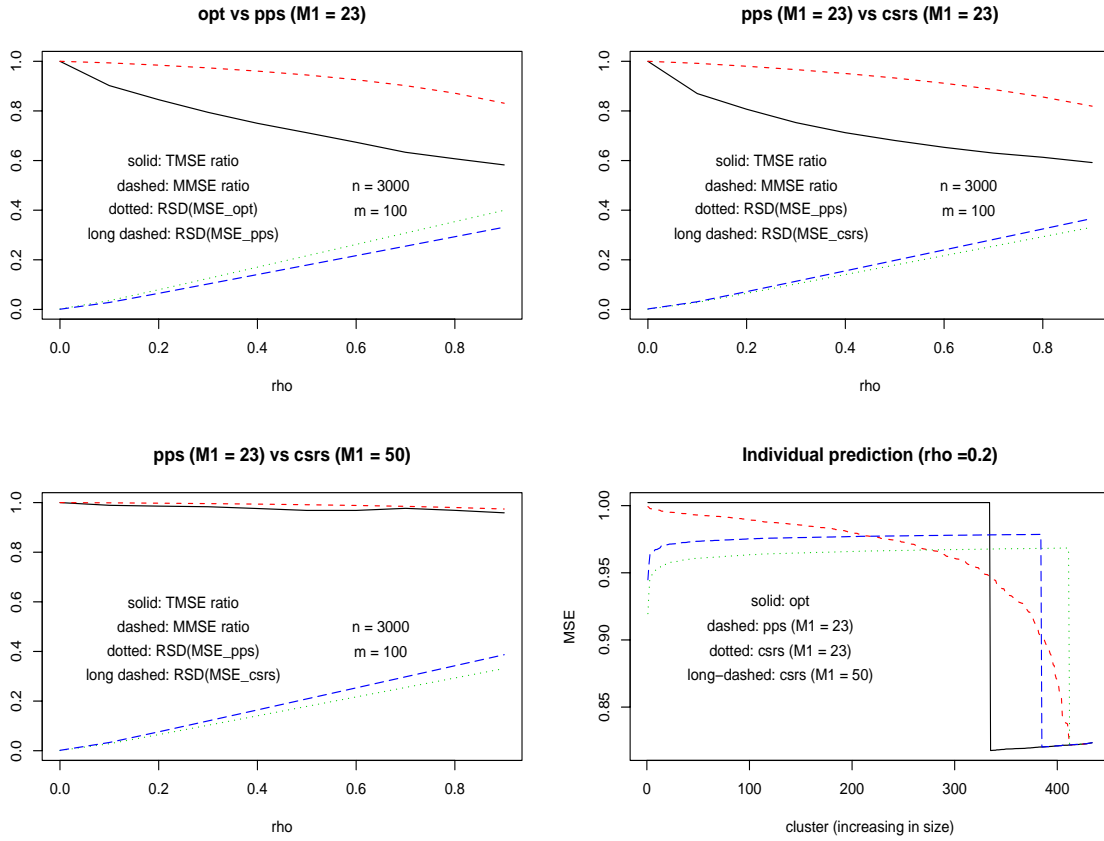 opt vs pps (M1 = 23)
0.0 0.2 0.4 0.6 0.8 1.0
solid: TMSE ratio
dashed: MMSE ratio
dotted: RSD(MSE_opt)
long dashed: RSD(MSE_pps)
n = 3000
m = 100
0.0 0.2 0.4 0.6 0.8
rho
pps (M1 = 23) vs csrs (M1 = 23)
0.0 0.2 0.4 0.6 0.8 1.0
solid: TMSE ratio
dashed: MMSE ratio
dotted: RSD(MSE_pps)
long dashed: RSD(MSE_csrs)
n = 3000
m = 100
0.0 0.2 0.4 0.6 0.8
rho
pps (M1 = 23) vs csrs (M1 = 50)
0.0 0.2 0.4 0.6 0.8 1.0
solid: TMSE ratio
dashed: MMSE ratio
dotted: RSD(MSE_pps)
long dashed: RSD(MSE_csrs)
n = 3000
m = 100
0.0 0.2 0.4 0.6 0.8
rho
Individual prediction (rho =0.2)
MSE
0.85 0.90 0.95 1.00
solid: opt
dashed: pps (M1 = 23)
dotted: csrs (M1 = 23)
long−dashed: csrs (M1 = 50)
0 100 200 300 400
cluster (increasing in size)